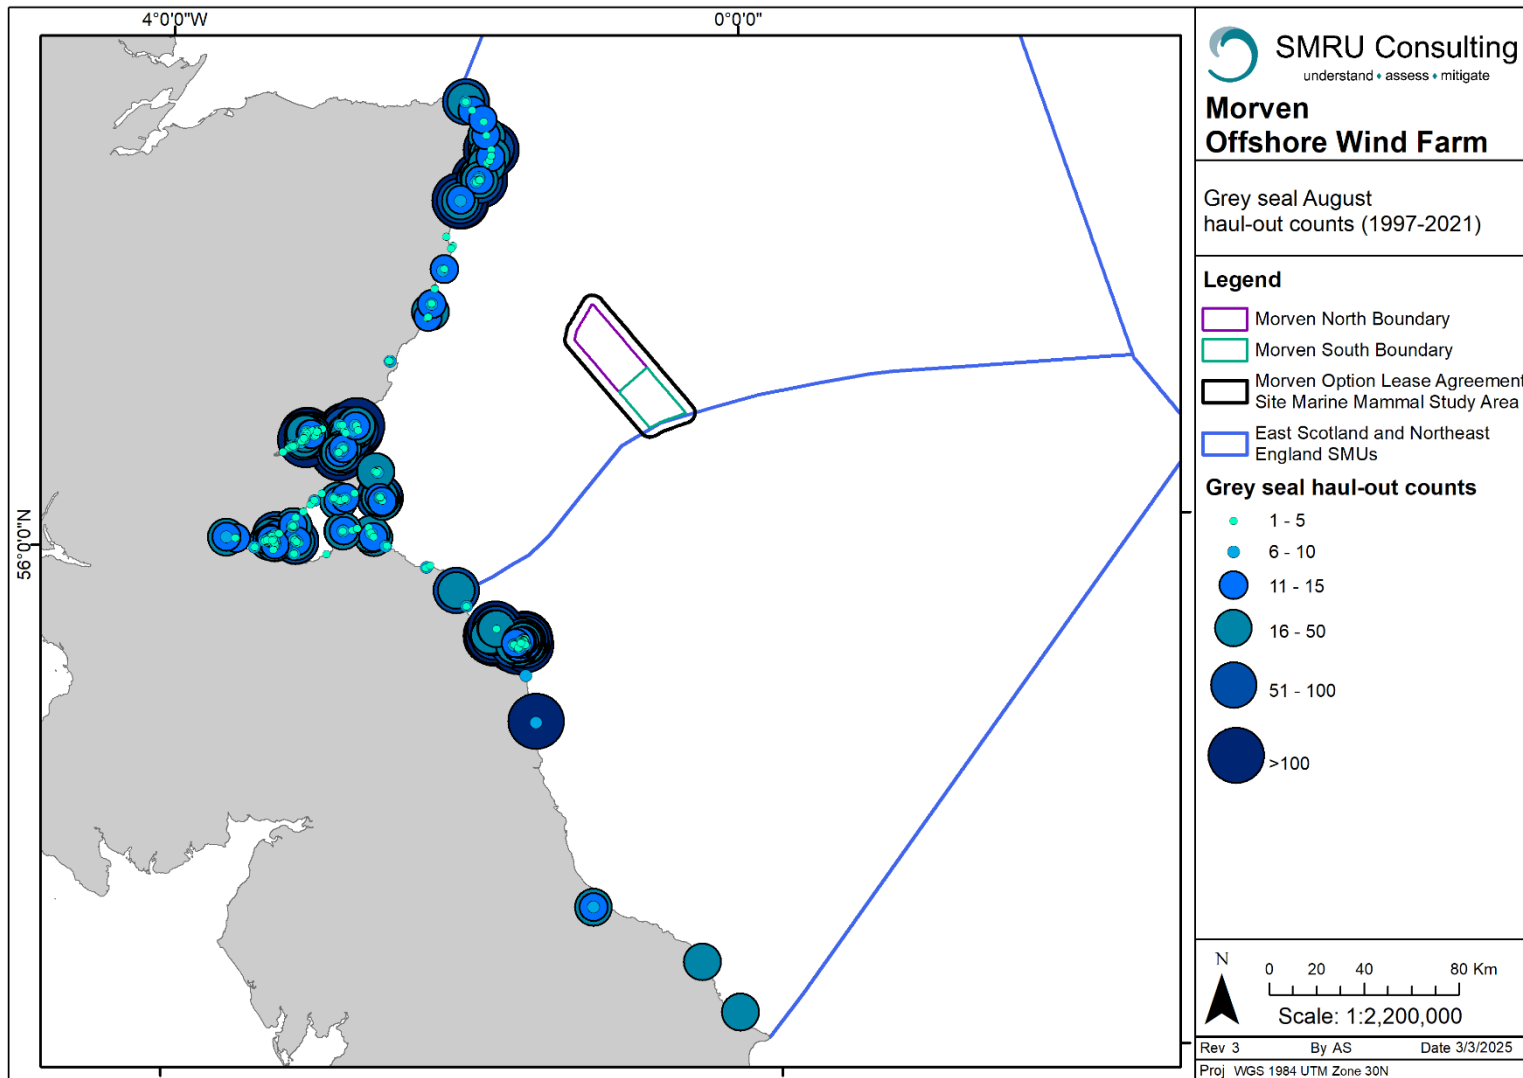 4°0'0"W
0°0'0"
56°0'0"N
SMRU Consulting
understand ♦ assess ♦ mitigate
Morven
Offshore Wind Farm
Grey seal August
haul-out counts (1997-2021)
Legend
Morven North Boundary
Morven South Boundary
Morven Option Lease Agreement
Site Marine Mammal Study Area
East Scotland and Northeast
England SMUs
Grey seal haul-out counts
1 - 5
6 - 10
11 - 15
16 - 50
51 - 100
>100
N
0 20 40 80 Km
Scale: 1:2,200,000
Rev 3 By AS Date 3/3/2025
Proj WGS 1984 UTM Zone 30N